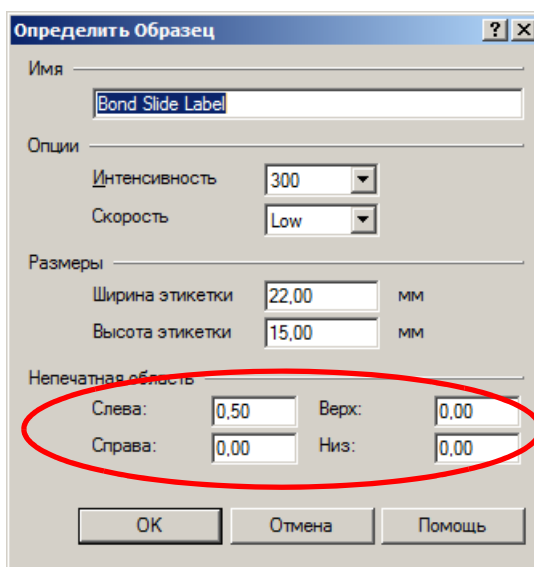 Определить Образец
Имя
Bond Slide Label
Опции
Интенсивность 300
Скорость Low
Размеры
Ширина этикетки 22,00 мм
Высота этикетки 15,00 мм
Непечатная область
Слева: 0,50 Верх: 0,00
Справа: 0,00 Низ: 0,00
OK Отмена Помощь